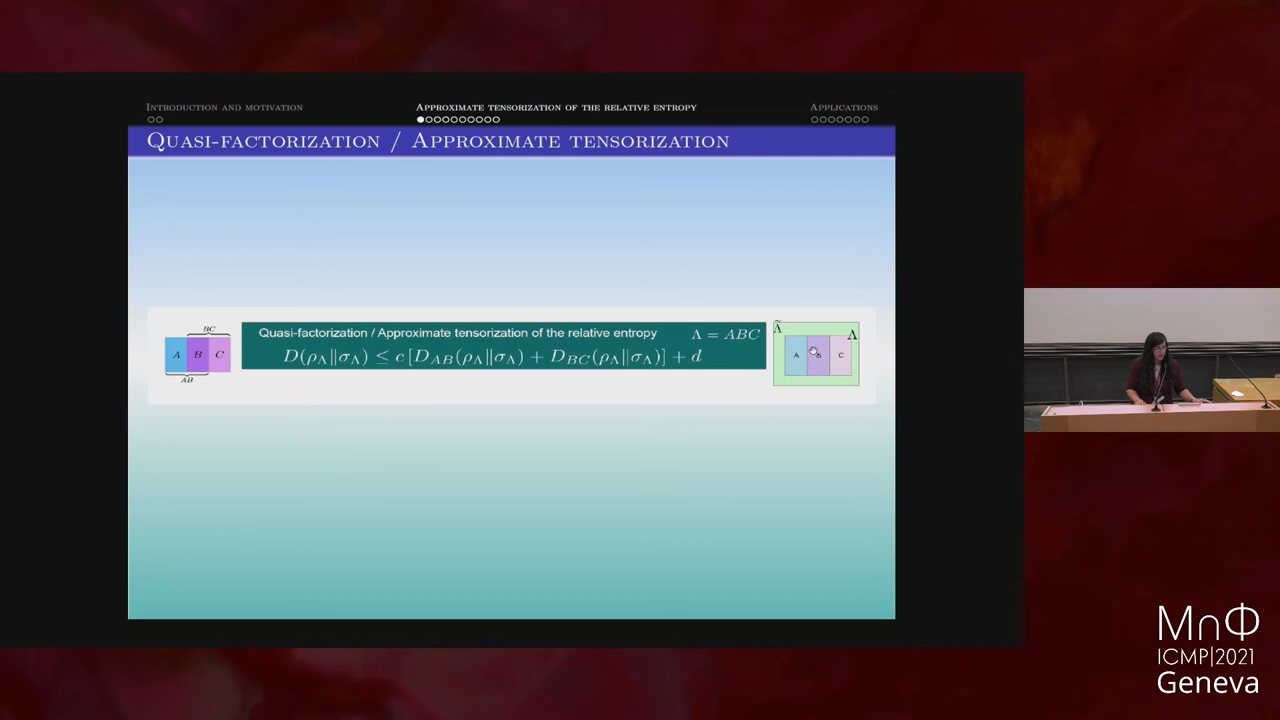 Introduction and motivation
Approximate tensorization of the relative entropy
Applications
Quasi-factorization / Approximate tensorization
BC
A B C
AB
Quasi-factorization / Approximate tensorization of the relative entropy Λ = ABC
D(ρ_Λ‖σ_Λ) ≤ c [D_AB(ρ_Λ‖σ_Λ) + D_BC(ρ_Λ‖σ_Λ)] + d
Λ̃
Λ
A B C
M∩Φ
ICMP|2021
Geneva